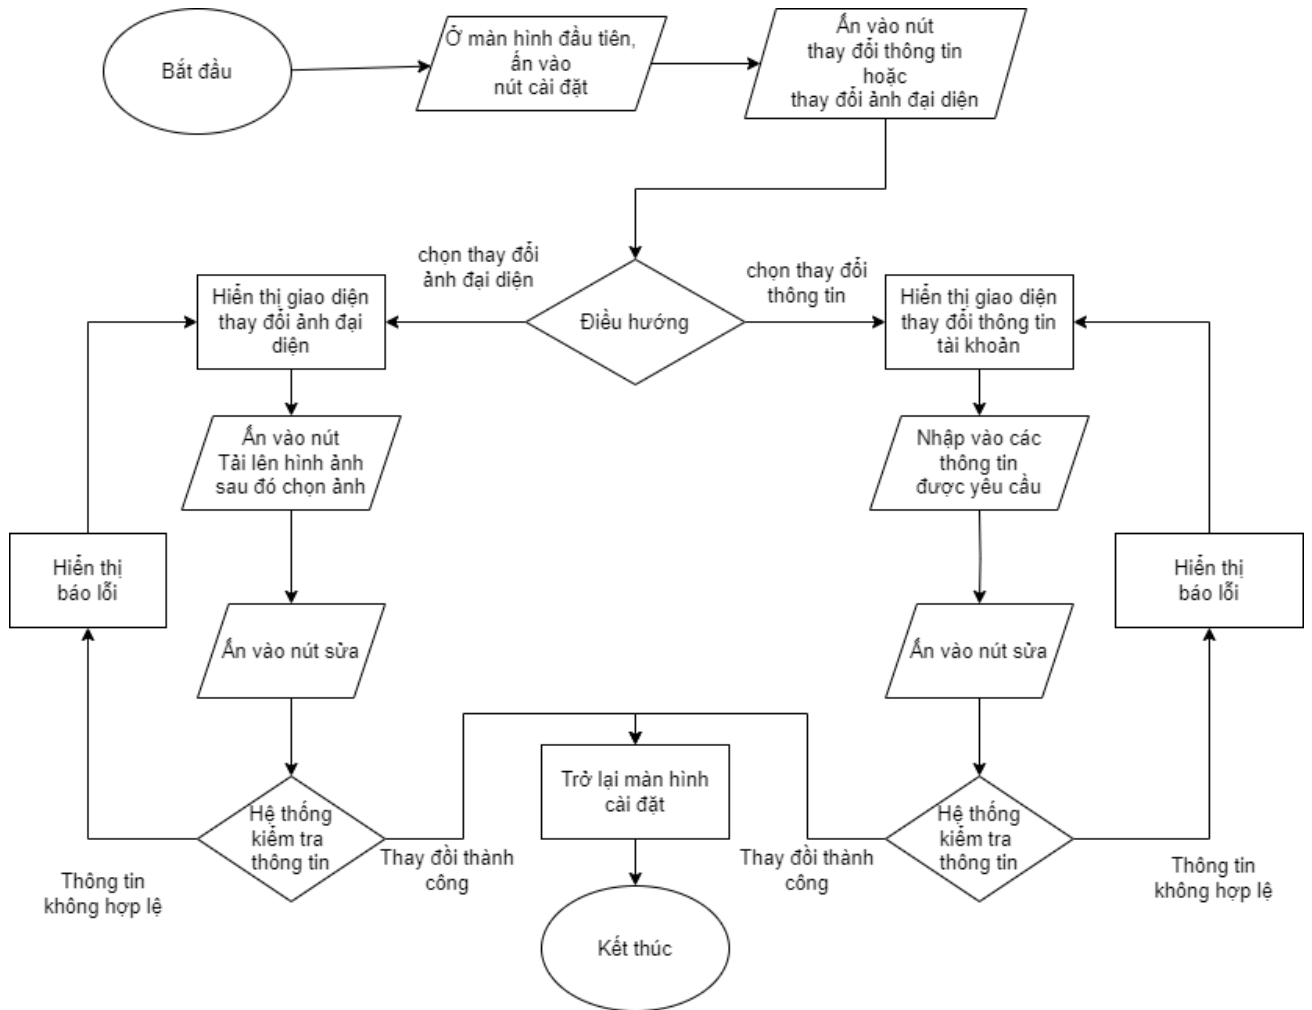 Bắt đầu
Ở màn hình đầu tiên,
ấn vào
nút cài đặt
Ấn vào nút
thay đổi thông tin
hoặc
thay đổi ảnh đại diện
chọn thay đổi
ảnh đại diện
Điều hướng
chọn thay đổi
thông tin
Hiển thị giao diện
thay đổi ảnh đại
diện
Hiển thị giao diện
thay đổi thông tin
tài khoản
Ấn vào nút
Tải lên hình ảnh
sau đó chọn ảnh
Nhập vào các
thông tin
được yêu cầu
Hiển thị
báo lỗi
Hiển thị
báo lỗi
Ấn vào nút sửa
Ấn vào nút sửa
Hệ thống
kiểm tra
thông tin
Trở lại màn hình
cài đặt
Hệ thống
kiểm tra
thông tin
Thay đồi thành
công
Thay đồi thành
công
Thông tin
không hợp lệ
Thông tin
không hợp lệ
Kết thúc